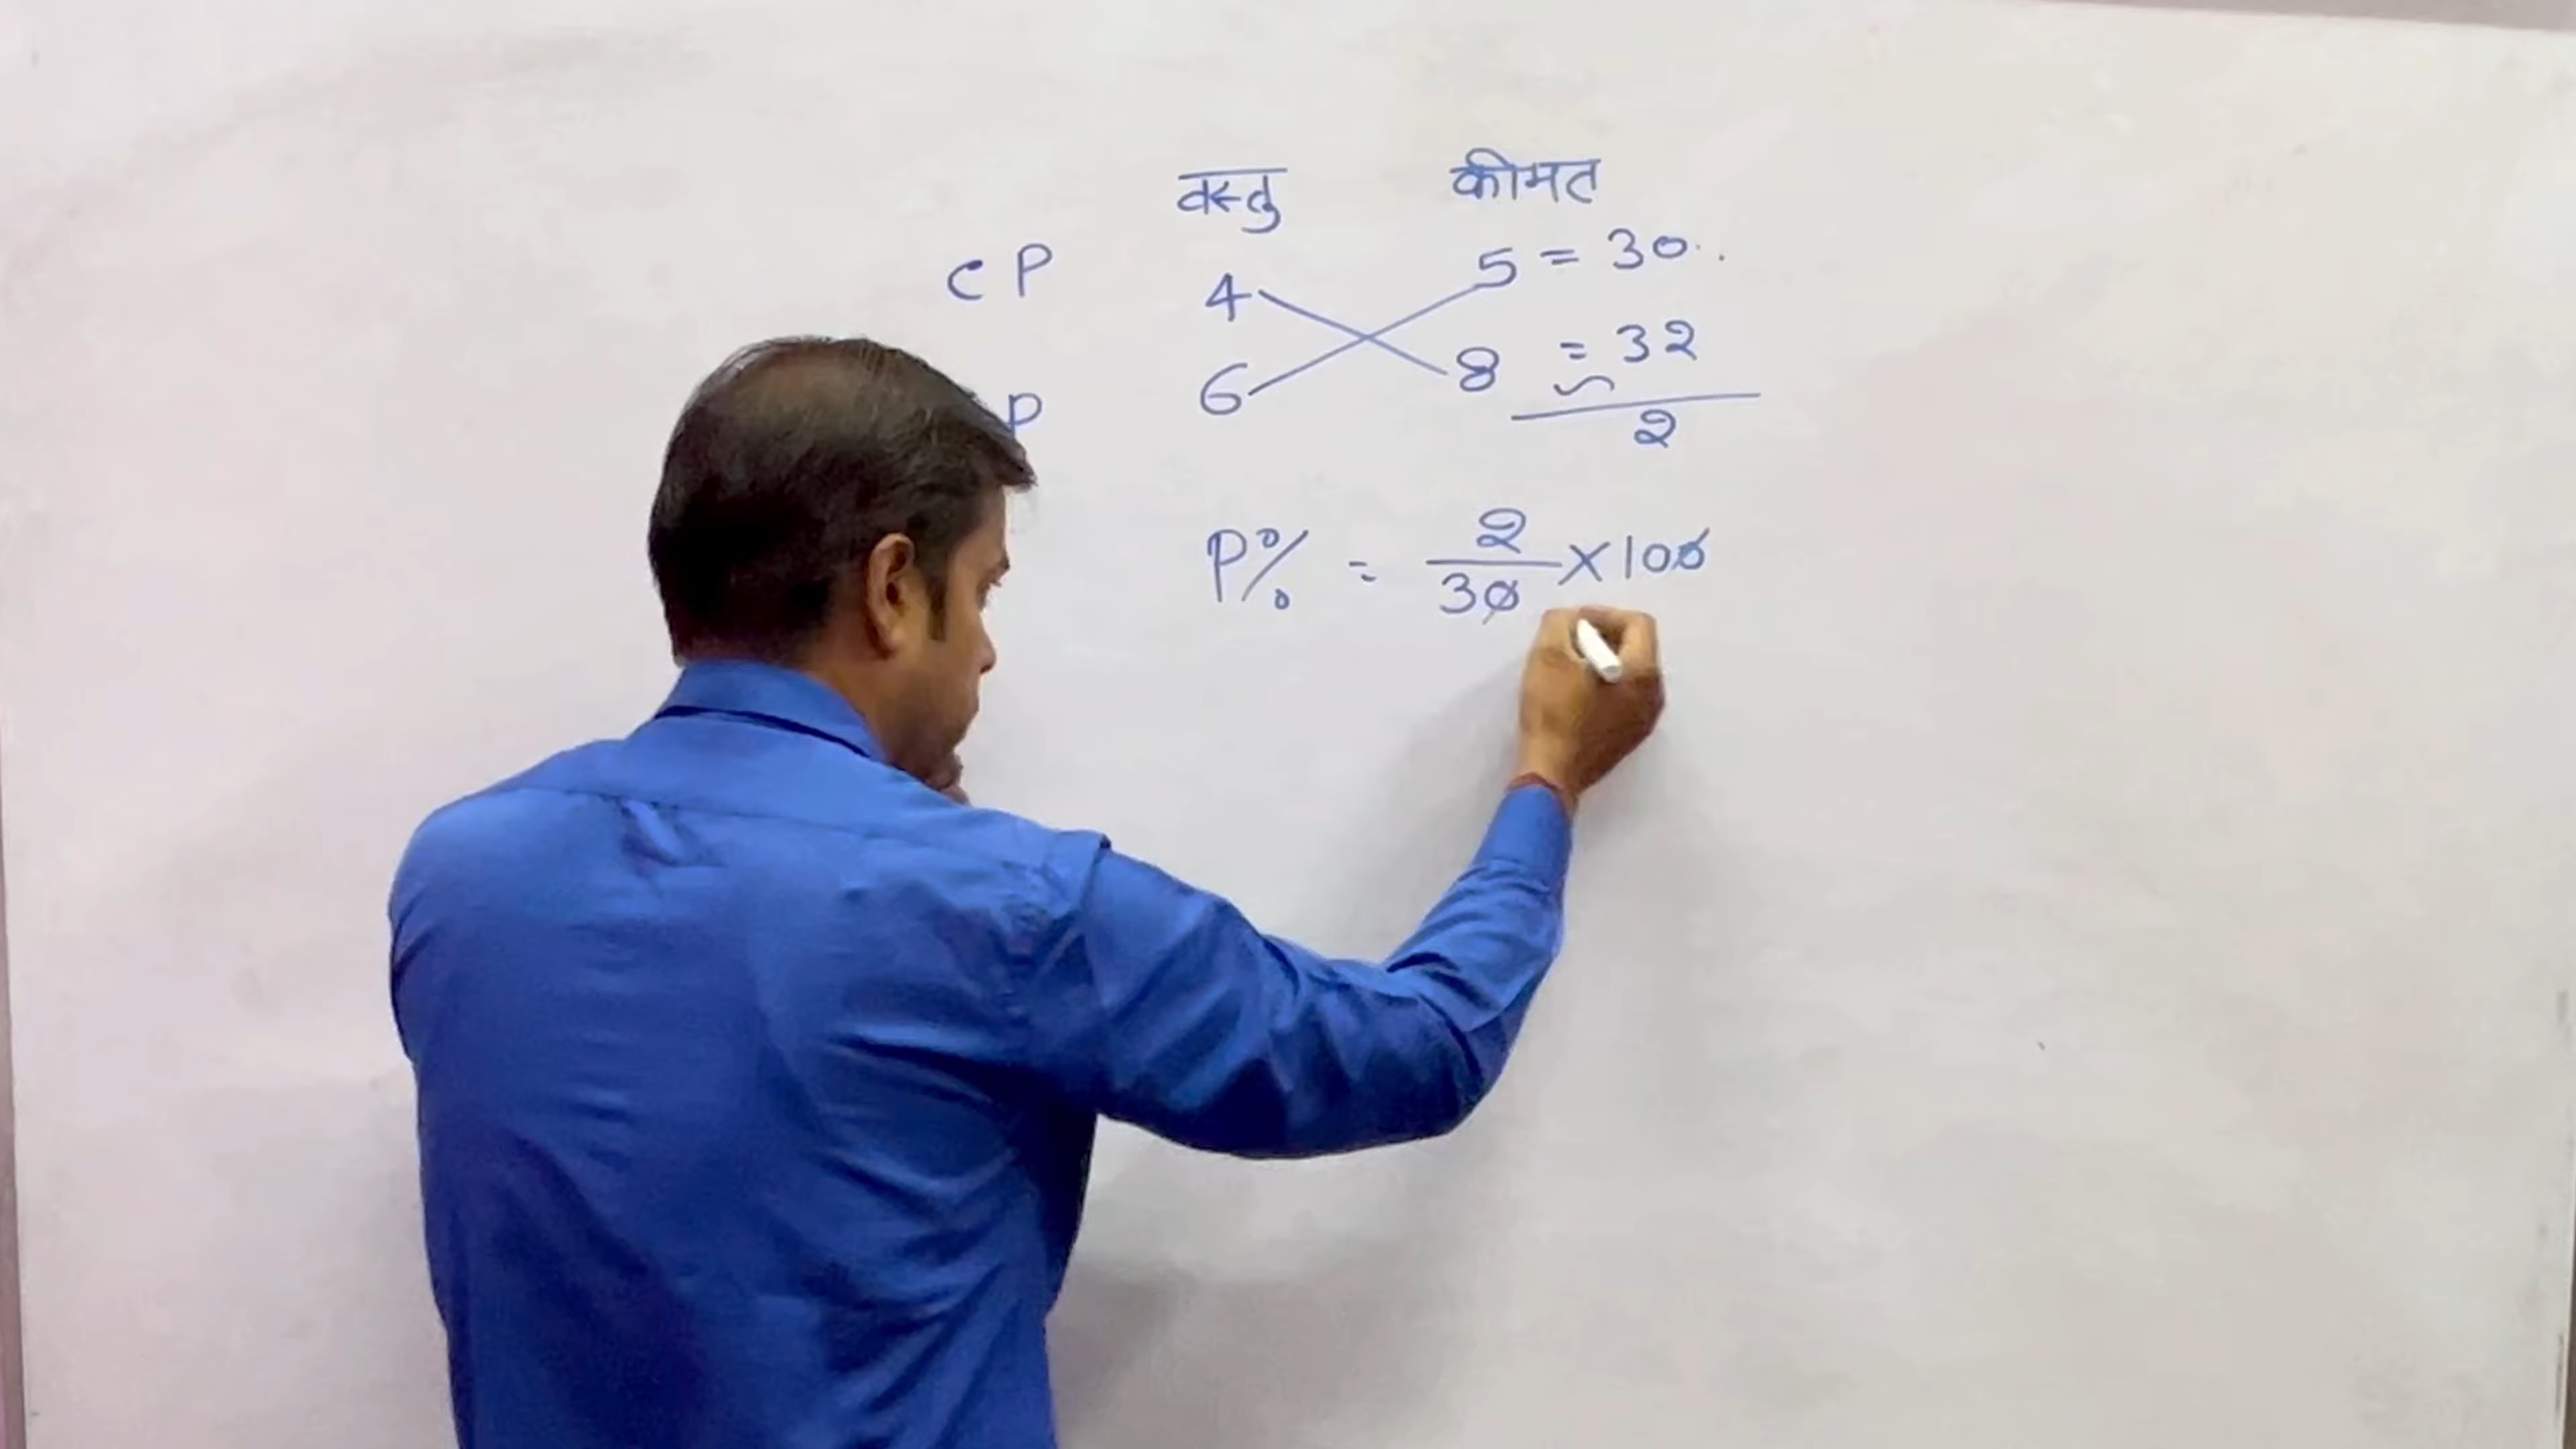 वस्तु कीमत
CP 4 5 = 30
P 6 8 = 32
2
P% = 2/30 × 100